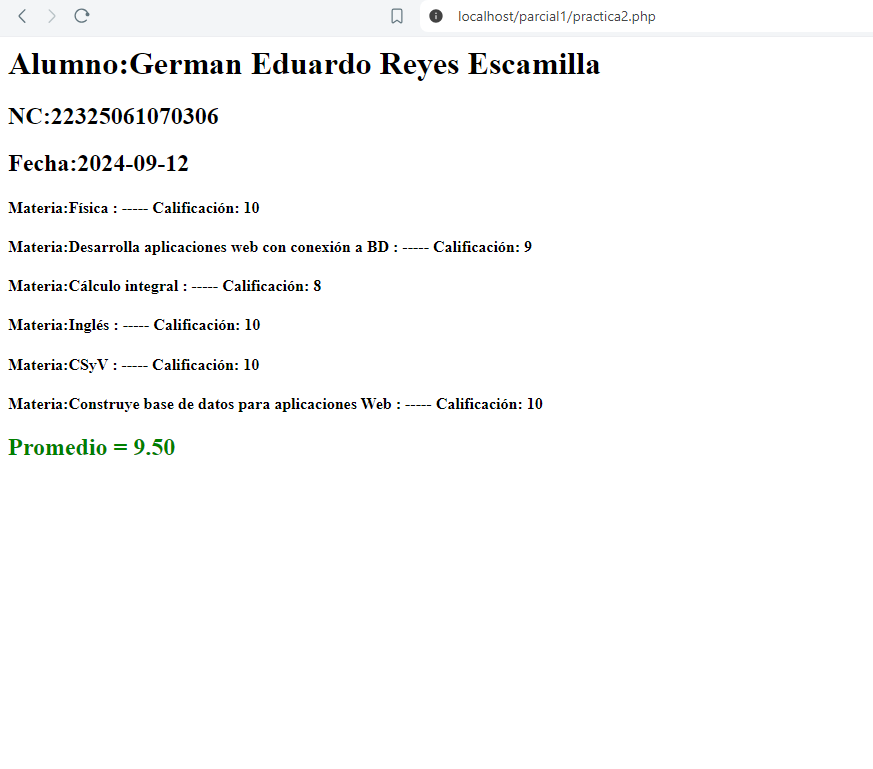 localhost/parcial1/practica2.php
Alumno:German Eduardo Reyes Escamilla
NC:22325061070306
Fecha:2024-09-12
Materia:Física : ----- Calificación: 10
Materia:Desarrolla aplicaciones web con conexión a BD : ----- Calificación: 9
Materia:Cálculo integral : ----- Calificación: 8
Materia:Inglés : ----- Calificación: 10
Materia:CSyV : ----- Calificación: 10
Materia:Construye base de datos para aplicaciones Web : ----- Calificación: 10
Promedio = 9.50